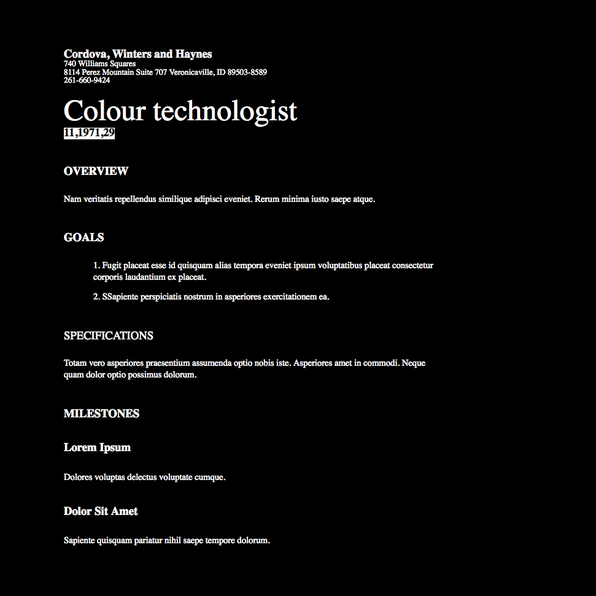 Cordova, Winters and Haynes
740 Williams Squares
8114 Perez Mountain Suite 707 Veronicaville, ID 89503-8589
261-660-9424
Colour technologist
11,1971,29
OVERVIEW
Nam veritatis repellendus similique adipisci eveniet. Rerum minima iusto saepe atque.
GOALS
1. Fugit placeat esse id quisquam alias tempora eveniet ipsum voluptatibus placeat consectetur
corporis laudantium ex placeat.
2. SSapiente perspiciatis nostrum in asperiores exercitationem ea.
SPECIFICATIONS
Totam vero asperiores praesentium assumenda optio nobis iste. Asperiores amet in commodi. Neque
quam dolor optio possimus dolorum.
MILESTONES
Lorem Ipsum
Dolores voluptas delectus voluptate cumque.
Dolor Sit Amet
Sapiente quisquam pariatur nihil saepe tempore dolorum.